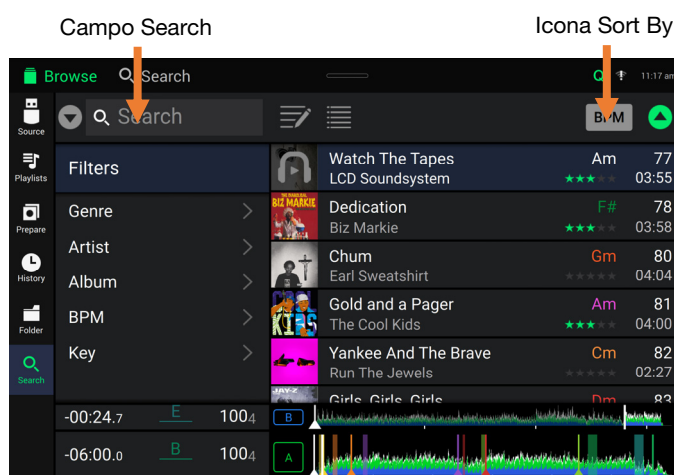 Campo Search
Icona Sort By
Browse
Search
Q
11:17 am
Source
Search
BPM
Playlists
Filters
Watch The Tapes
Am
77
LCD Soundsystem
03:55
Prepare
Genre
BIZ MARKIE
Dedication
F#
78
Biz Markie
03:58
Artist
History
Chum
Gm
80
Earl Sweatshirt
04:04
Album
Folder
BPM
KIDS
Gold and a Pager
Am
81
The Cool Kids
04:00
Search
Key
Yankee And The Brave
Cm
82
Run The Jewels
02:27
JAY-Z
Girls, Girls, Girls
Dm
83
-00:24.7
E
1004
B
-06:00.0
B
1004
A